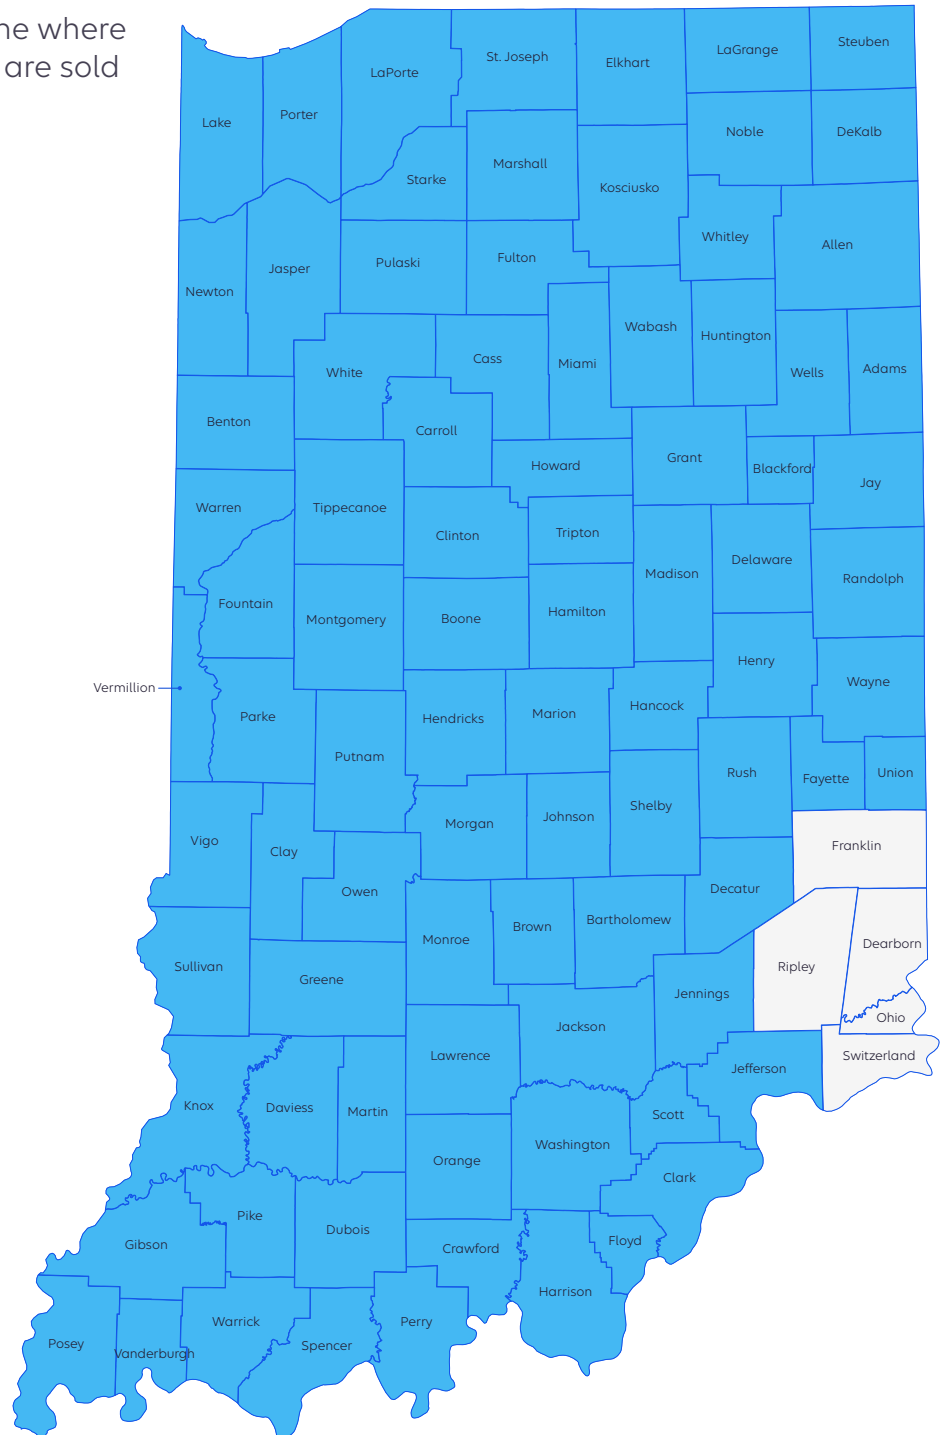 ne where
are sold
Steuben
LaGrange
St. Joseph
Elkhart
LaPorte
Porter
Lake
Noble
DeKalb
Marshall
Starke
Kosciusko
Whitley
Allen
Fulton
Pulaski
Jasper
Newton
Wabash
Huntington
Cass
Miami
White
Wells
Adams
Benton
Carroll
Grant
Howard
Blackford
Jay
Warren
Tippecanoe
Clinton
Tripton
Delaware
Madison
Randolph
Fountain
Hamilton
Montgomery
Boone
Henry
Wayne
Vermillion
Hancock
Marion
Parke
Hendricks
Putnam
Rush
Union
Fayette
Shelby
Johnson
Morgan
Vigo
Franklin
Clay
Decatur
Owen
Bartholomew
Brown
Monroe
Dearborn
Sullivan
Ripley
Greene
Jennings
Ohio
Jackson
Lawrence
Switzerland
Jefferson
Knox
Daviess
Martin
Scott
Washington
Orange
Clark
Pike
Dubois
Floyd
Gibson
Crawford
Harrison
Warrick
Perry
Posey
Spencer
Vanderburgh